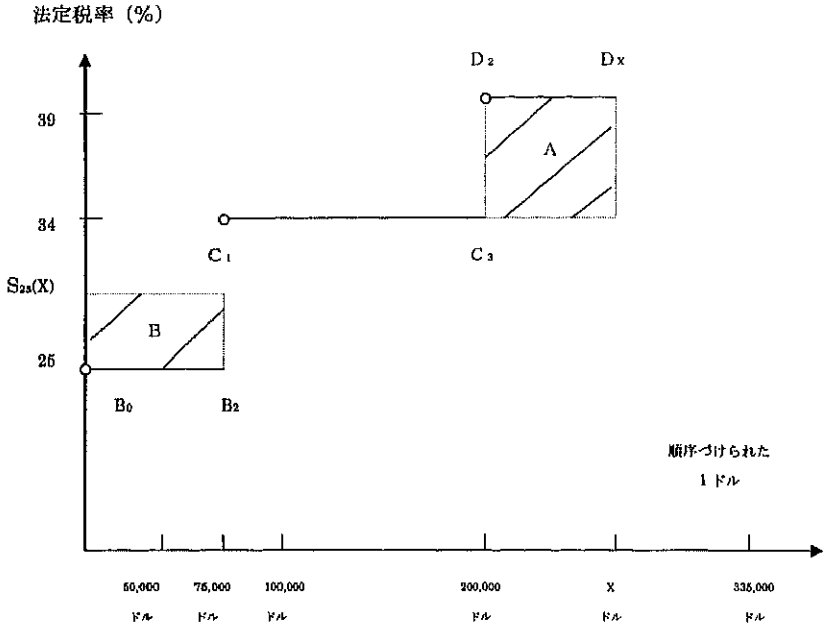 法定税率 (%)
D2 Dx
39
A
34
C1 C3
S25(X)
B
25
B0 B2
順序づけられた
1 ドル
50,000 75,000 100,000 200,000 X 335,000
ドル ドル ドル ドル ドル ドル